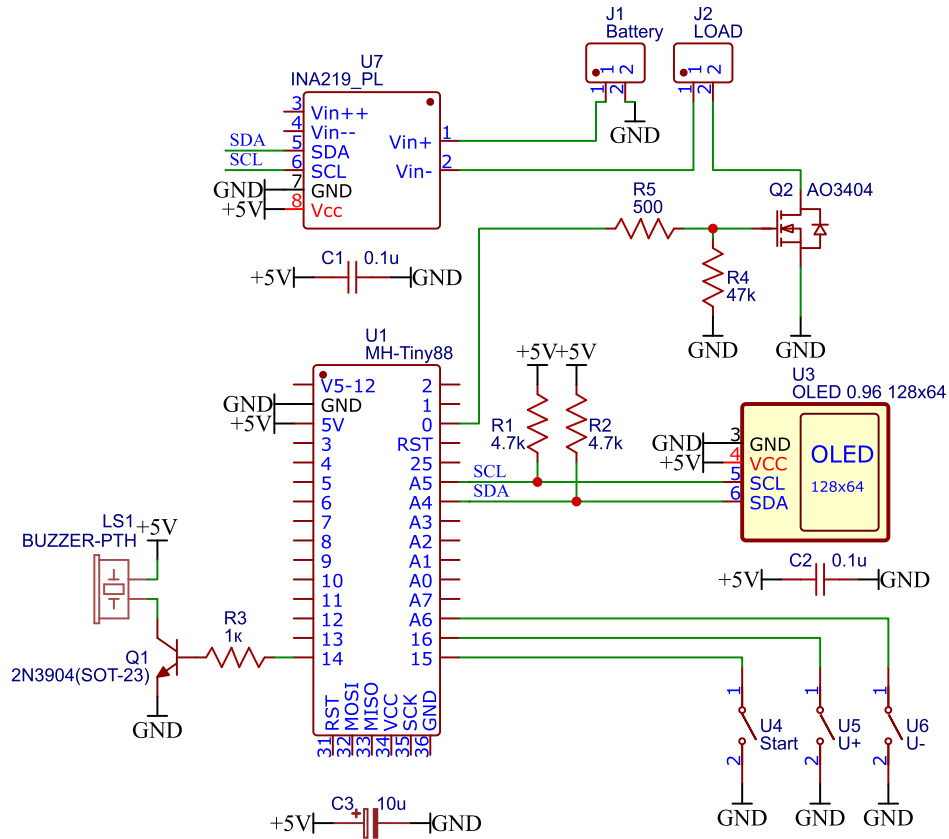 J1
Battery
J2
LOAD
1 2
1 2
1 2
1 2
GND
U7
INA219_PL
3 Vin++
4 Vin--
SDA 5 SDA
SCL 6 SCL
GND 7 GND
+5V 8 Vcc
Vin+ 1
Vin- 2
Q2 AO3404
R5
500
R4
47k
GND
GND
C1 0.1u
+5V GND
U1
MH-Tiny88
V5-12
GND GND
+5V 5V
3
4
5
6
7
8
9
10
11
12
13
14
2
1
0
RST
25
A5
A4
A3
A2
A1
A0
A7
A6
16
15
RST
MOSI
MISO
VCC
SCK
GND
31
32
33
34
35
36
+5V +5V
R1
4.7k
R2
4.7k
SCL
SDA
U3
OLED 0.96 128x64
GND 3 GND
+5V 4 VCC
5 SCL
6 SDA
OLED
128x64
C2 0.1u
+5V GND
LS1
BUZZER-PTH
+5V
R3
1к
Q1
2N3904(SOT-23)
GND
1
2
U4
Start
GND
1
2
U5
U+
GND
1
2
U6
U-
GND
C3 + 10u
+5V GND